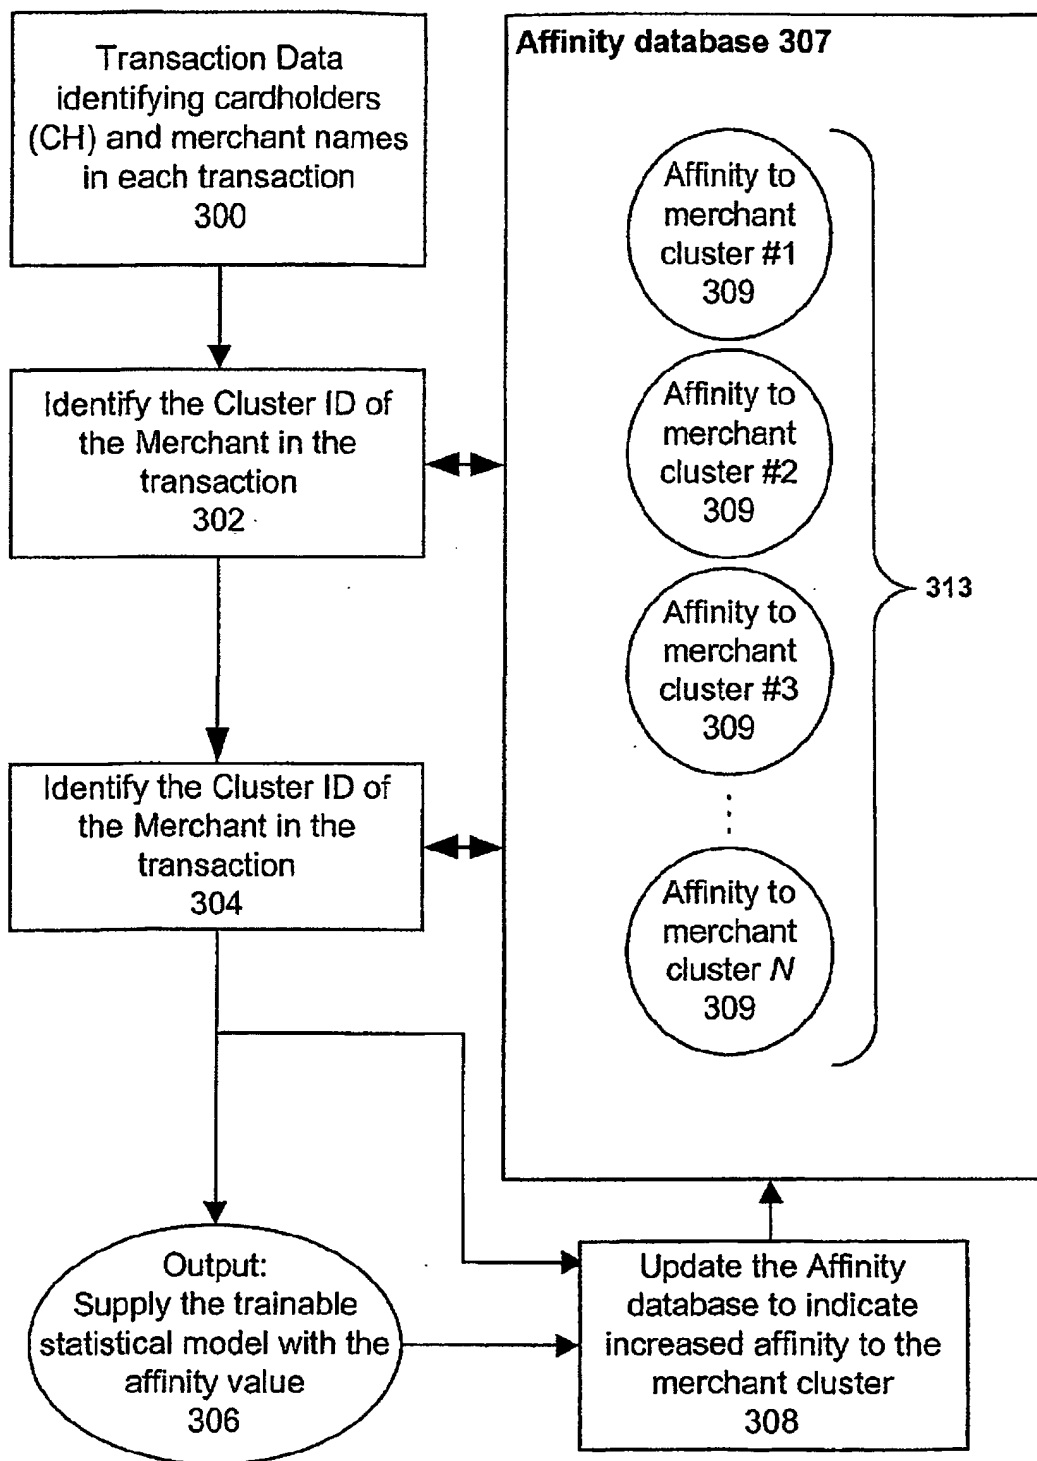 Transaction Data
identifying cardholders
(CH) and merchant names
in each transaction
300
Identify the Cluster ID of
the Merchant in the
transaction
302
Identify the Cluster ID of
the Merchant in the
transaction
304
Output:
Supply the trainable
statistical model with the
affinity value
306
Affinity database 307
Affinity to
merchant
cluster #1
309
Affinity to
merchant
cluster #2
309
Affinity to
merchant
cluster #3
309
Affinity to
merchant
cluster N
309
313
Update the Affinity
database to indicate
increased affinity to the
merchant cluster
308